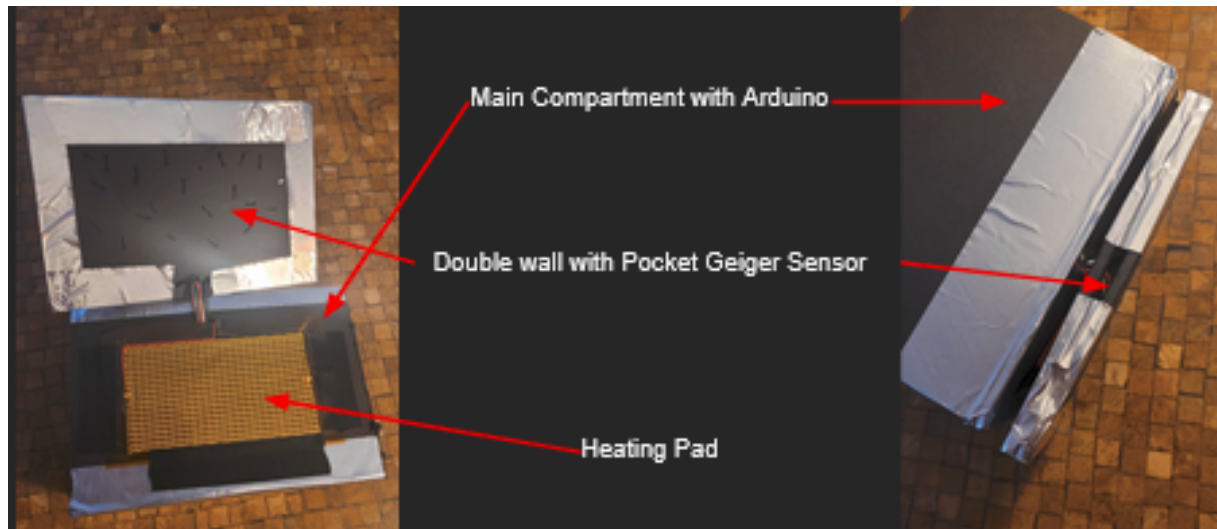 Main Compartment with Arduino
Double wall with Pocket Geiger Sensor
Heating Pad